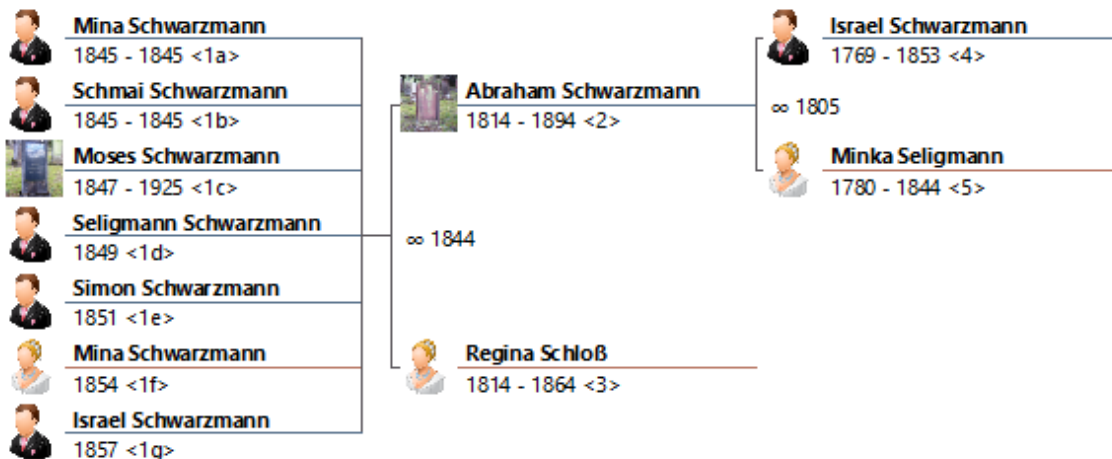 Mina Schwarzmann
1845 - 1845 <1a>
Schmai Schwarzmann
1845 - 1845 <1b>
Moses Schwarzmann
1847 - 1925 <1c>
Seligmann Schwarzmann
1849 <1d>
Simon Schwarzmann
1851 <1e>
Mina Schwarzmann
1854 <1f>
Israel Schwarzmann
1857 <1g>
Abraham Schwarzmann
1814 - 1894 <2>
∞ 1844
Regina Schloß
1814 - 1864 <3>
Israel Schwarzmann
1769 - 1853 <4>
∞ 1805
Minka Seligmann
1780 - 1844 <5>